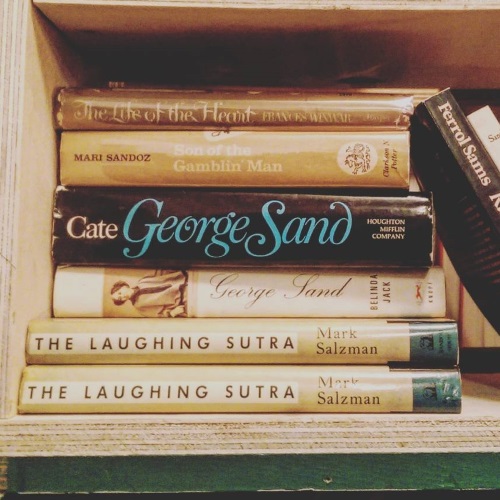 The Life of the Heart FRANCES WINWAR
MARI SANDOZ
Son of the
Gamblin' Man
Clarkson N
Potter
Cate George Sand
HOUGHTON
MIFFLIN
COMPANY
George Sand
BELINDA
JACK
THE LAUGHING SUTRA
Mark
Salzman
THE LAUGHING SUTRA
Mark
Salzman
Ferrol Sams